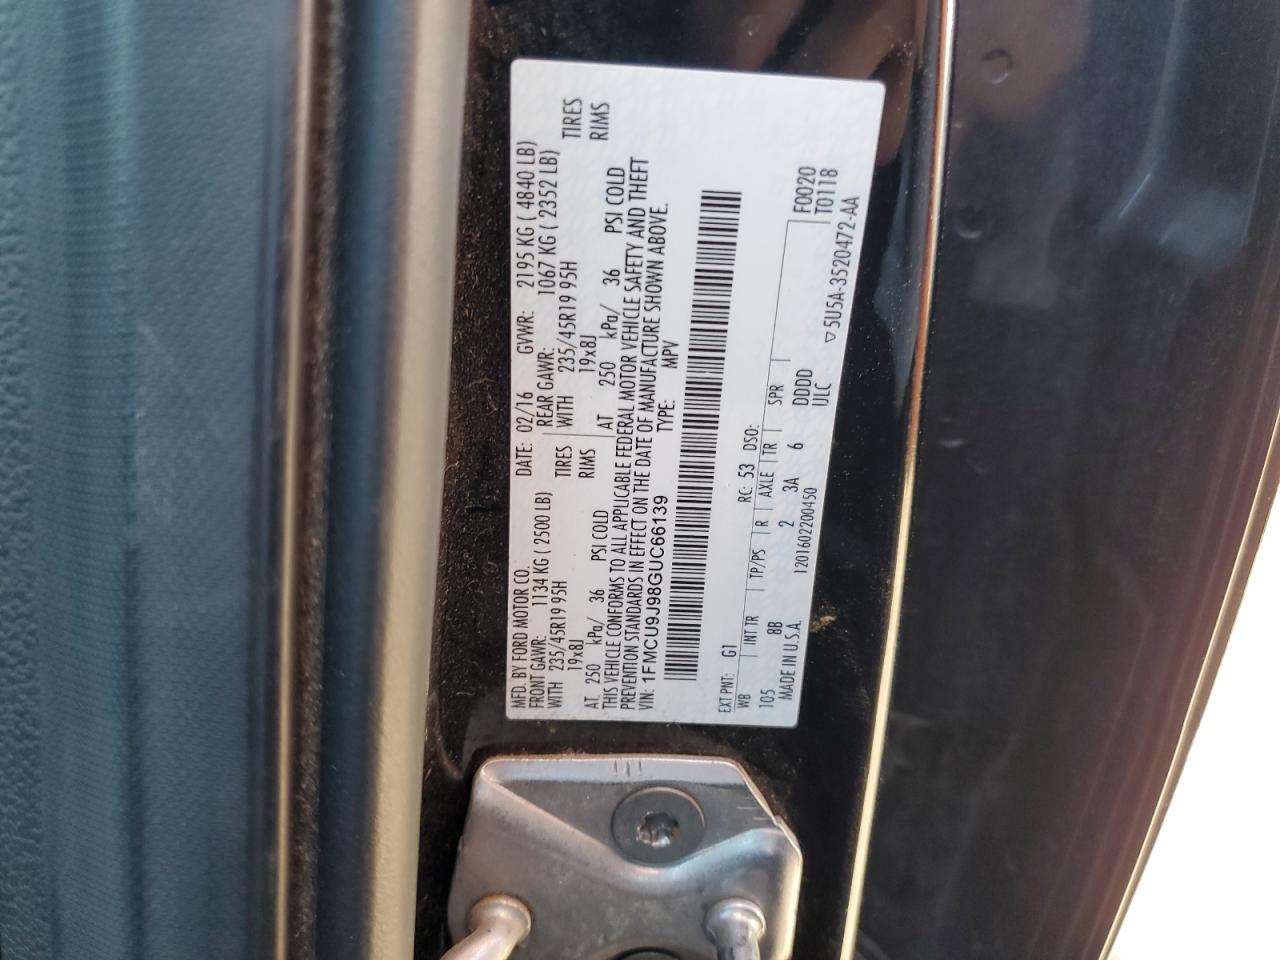 MFD. BY FORD MOTOR CO. DATE: 02/16 GVWR: 2195 KG ( 4840 LB)
FRONT GAWR: 1134 KG ( 2500 LB) REAR GAWR: 1067 KG ( 2352 LB)
WITH 235/45R19 95H TIRES WITH 235/45R19 95H TIRES
19x8J RIMS 19x8J RIMS
AT 250 kPa/ 36 PSI COLD AT 250 kPa/ 36 PSI COLD
THIS VEHICLE CONFORMS TO ALL APPLICABLE FEDERAL MOTOR VEHICLE SAFETY AND THEFT
PREVENTION STANDARDS IN EFFECT ON THE DATE OF MANUFACTURE SHOWN ABOVE.
VIN: 1FMCU9J98GUC66139 TYPE: MPV
EXT PNT: G1 RC: 53 DSO:
WB INT TR TP/PS R AXLE TR SPR F0020
105 8B 2 3A 6 DDDD T0118
MADE IN U.S.A. 1201602200450 ULC ▽5U5A-3520472-AA